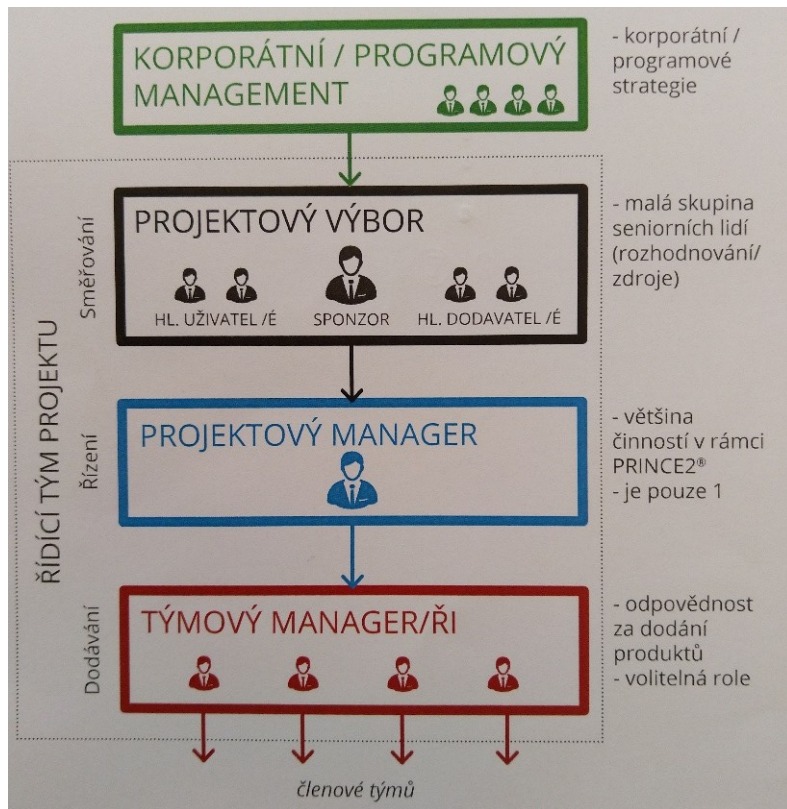 KORPORÁTNÍ / PROGRAMOVÝ
MANAGEMENT
- korporátní /
programové
strategie
ŘÍDÍCÍ TÝM PROJEKTU
Směřování
PROJEKTOVÝ VÝBOR
HL. UŽIVATEL /É
SPONZOR
HL. DODAVATEL /É
- malá skupina
seniorních lidí
(rozhodnování/
zdroje)
Řízení
PROJEKTOVÝ MANAGER
- většina
činností v rámci
PRINCE2®
- je pouze 1
Dodávání
TÝMOVÝ MANAGER/ŘI
- odpovědnost
za dodání
produktů
- volitelná role
členové týmů